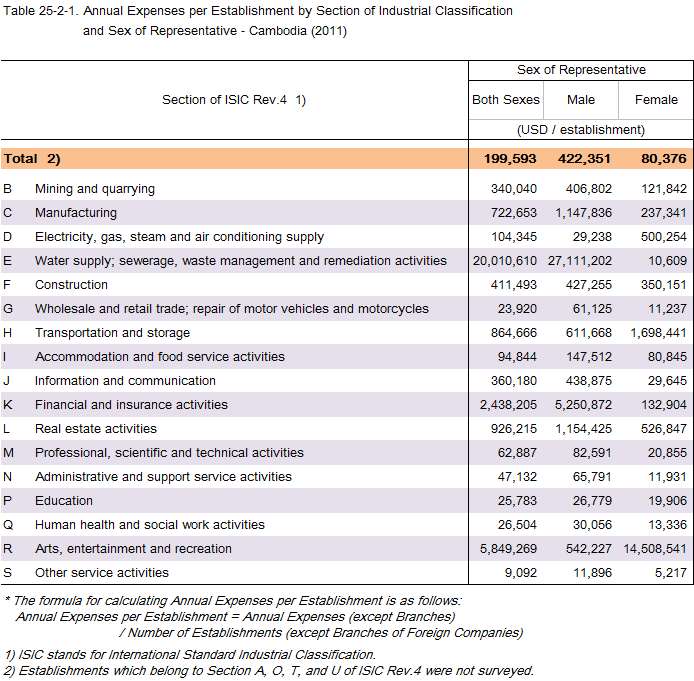 Table 25-2-1. Annual Expenses per Establishment by Section of Industrial Classification
and Sex of Representative - Cambodia (2011)
Section of ISIC Rev.4 1) Sex of Representative
Both Sexes Male Female
(USD / establishment)
Total 2) 199,593 422,351 80,376
B Mining and quarrying 340,040 406,802 121,842
C Manufacturing 722,653 1,147,836 237,341
D Electricity, gas, steam and air conditioning supply 104,345 29,238 500,254
E Water supply; sewerage, waste management and remediation activities 20,010,610 27,111,202 10,609
F Construction 411,493 427,255 350,151
G Wholesale and retail trade; repair of motor vehicles and motorcycles 23,920 61,125 11,237
H Transportation and storage 864,666 611,668 1,698,441
I Accommodation and food service activities 94,844 147,512 80,845
J Information and communication 360,180 438,875 29,645
K Financial and insurance activities 2,438,205 5,250,872 132,904
L Real estate activities 926,215 1,154,425 526,847
M Professional, scientific and technical activities 62,887 82,591 20,855
N Administrative and support service activities 47,132 65,791 11,931
P Education 25,783 26,779 19,906
Q Human health and social work activities 26,504 30,056 13,336
R Arts, entertainment and recreation 5,849,269 542,227 14,508,541
S Other service activities 9,092 11,896 5,217
* The formula for calculating Annual Expenses per Establishment is as follows:
Annual Expenses per Establishment = Annual Expenses (except Branches)
/ Number of Establishments (except Branches of Foreign Companies)
1) ISIC stands for International Standard Industrial Classification.
2) Establishments which belong to Section A, O, T, and U of ISIC Rev.4 were not surveyed.